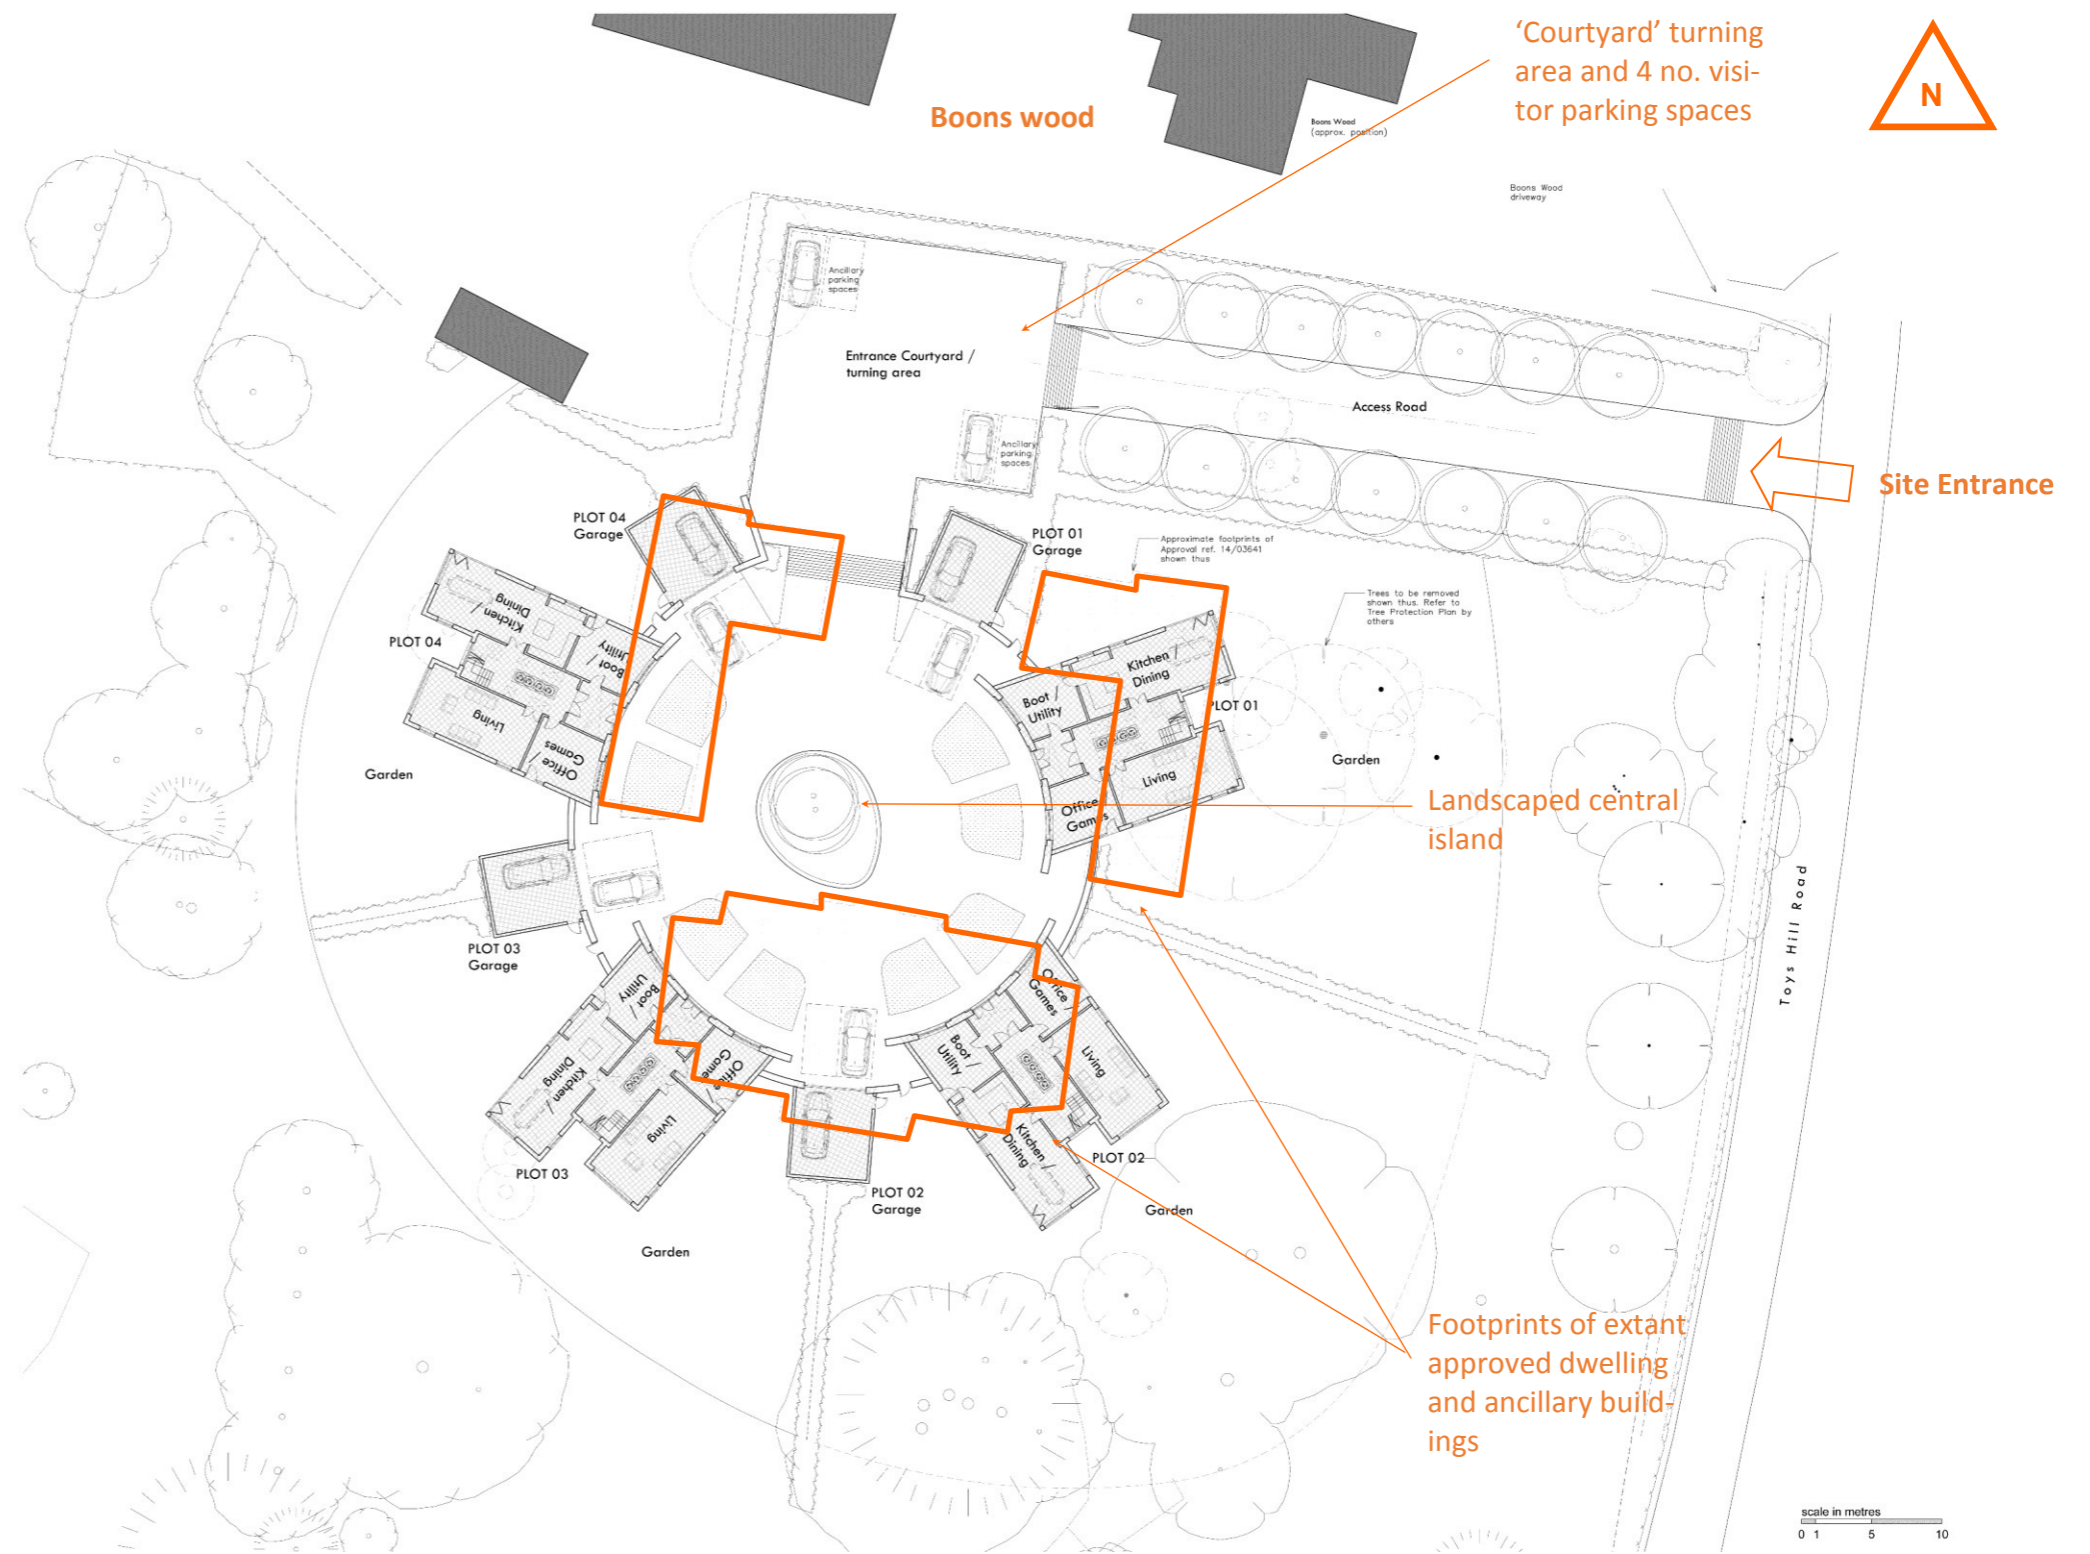 ‘Courtyard’ turning
area and 4 no. visi-
tor parking spaces
N
Boons wood
Boons Wood
(approx. position)
Boons Wood
driveway
Ancillary
parking
spaces
Entrance Courtyard /
turning area
Access Road
Ancillary
parking
spaces
Site Entrance
PLOT 04
Garage
PLOT 01
Garage
Approximate footprints of
Approval ref. 14/03641
shown thus
Trees to be removed
shown thus. Refer to
Tree Protection Plan by
others
Kitchen /
Dining
Boot /
Utility
PLOT 04
Living
Office /
Games
Kitchen /
Dining
Boot /
Utility
PLOT 01
Living
Office
Games
Garden
Garden
Landscaped central
island
Toys Hill Road
PLOT 03
Garage
Boot /
Utility
Kitchen /
Dining
Office /
Games
Living
PLOT 03
Office /
Games
Boot /
Utility
Living
Kitchen /
Dining
PLOT 02
PLOT 02
Garage
Garden
Garden
Footprints of extant
approved dwelling
and ancillary build-
ings
scale in metres
0 1 5 10